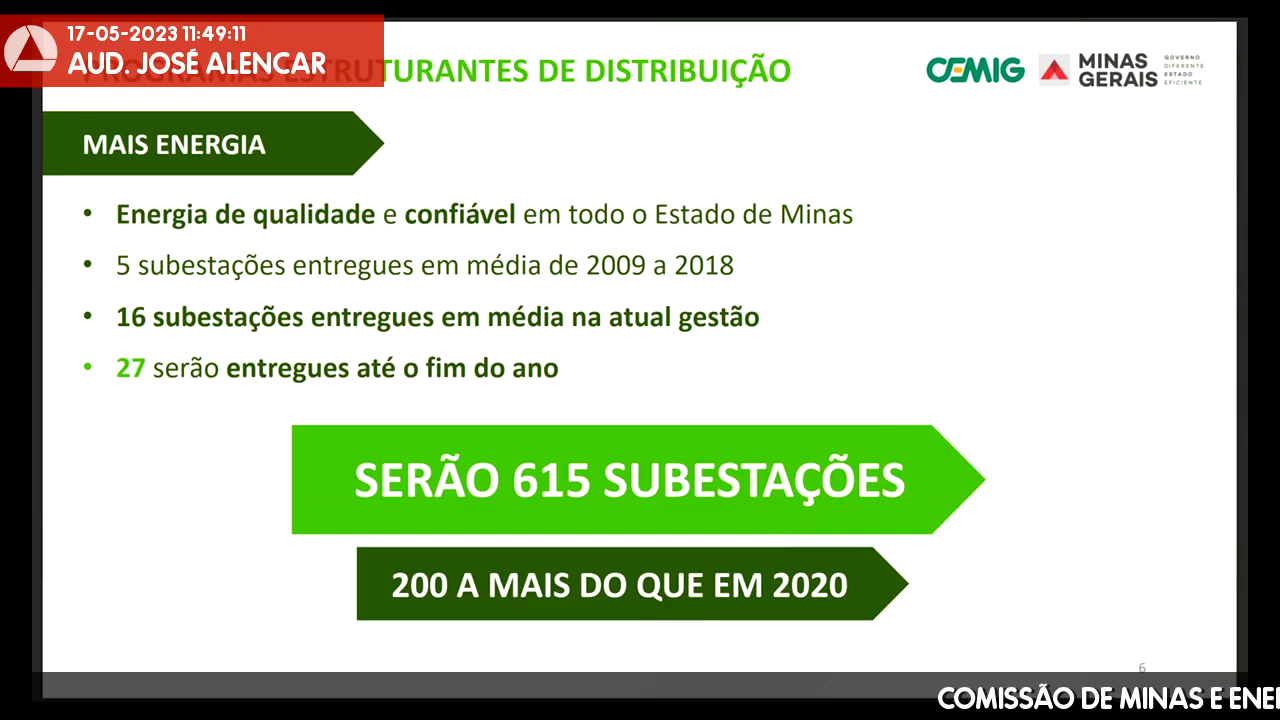 17-05-2023 11:49:11
AUD. JOSÉ ALENCAR
ESTRUTURANTES DE DISTRIBUIÇÃO
CEMIG
MINAS GERAIS
GOVERNO
DIFERENTE
ESTADO
EFICIENTE
MAIS ENERGIA
• Energia de qualidade e confiável em todo o Estado de Minas
• 5 subestações entregues em média de 2009 a 2018
• 16 subestações entregues em média na atual gestão
• 27 serão entregues até o fim do ano
SERÃO 615 SUBESTAÇÕES
200 A MAIS DO QUE EM 2020
6
COMISSÃO DE MINAS E ENE